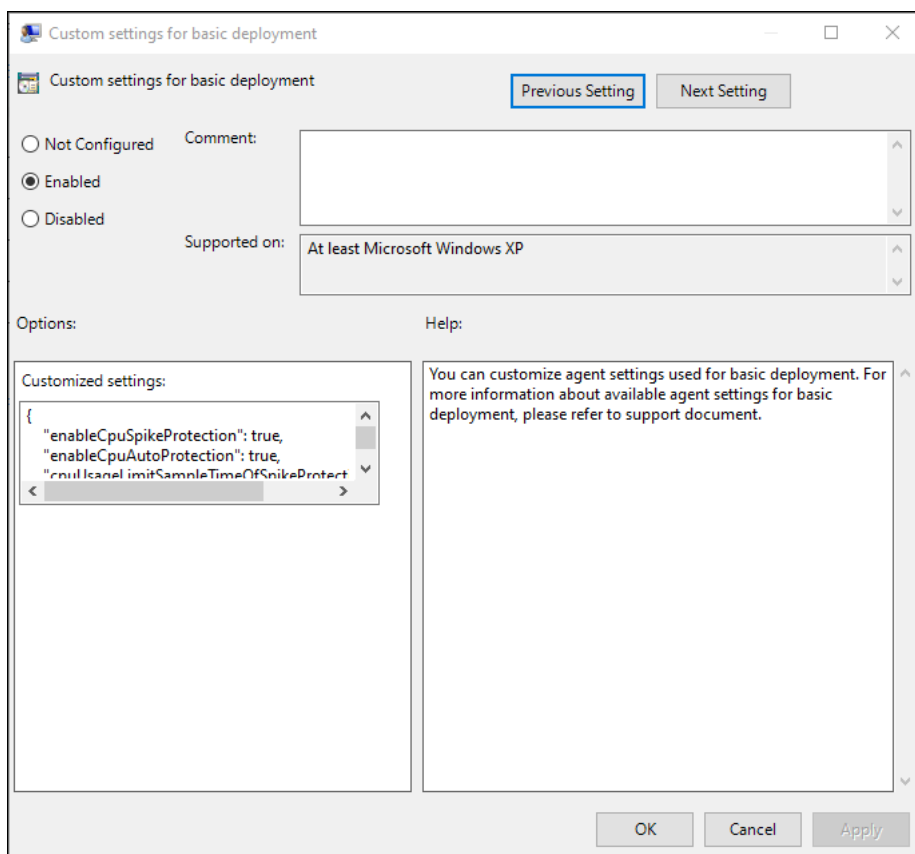 Custom settings for basic deployment
Custom settings for basic deployment
Previous Setting
Next Setting
Not Configured
Comment:
Enabled
Disabled
Supported on:
At least Microsoft Windows XP
Options:
Help:
Customized settings:
{
"enableCpuSpikeProtection": true,
"enableCpuAutoProtection": true,
"cpuUsageLimitSampleTimeOfSpikeProtect
You can customize agent settings used for basic deployment. For
more information about available agent settings for basic
deployment, please refer to support document.
OK
Cancel
Apply